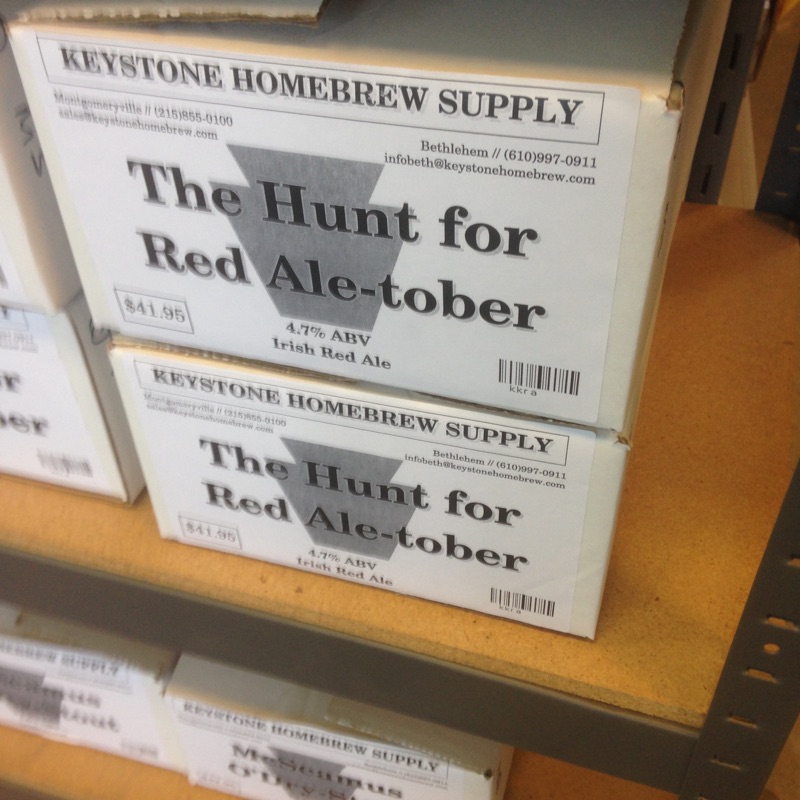 KEYSTONE HOMEBREW SUPPLY
Montgomeryville // (215)855-0100
sales@keystonehomebrew.com
Bethlehem // (610)997-0911
infobeth@keystonehomebrew.com
The Hunt for
Red Ale-tober
$41.95
4.7% ABV
Irish Red Ale
kkra
KEYSTONE HOMEBREW SUPPLY
Montgomeryville // (215)855-0100
sales@keystonehomebrew.com
Bethlehem // (610)997-0911
infobeth@keystonehomebrew.com
The Hunt for
Red Ale-tober
$41.95
4.7% ABV
Irish Red Ale
kkra
KEYSTONE HOMEBREW SUPPLY
McSeamus